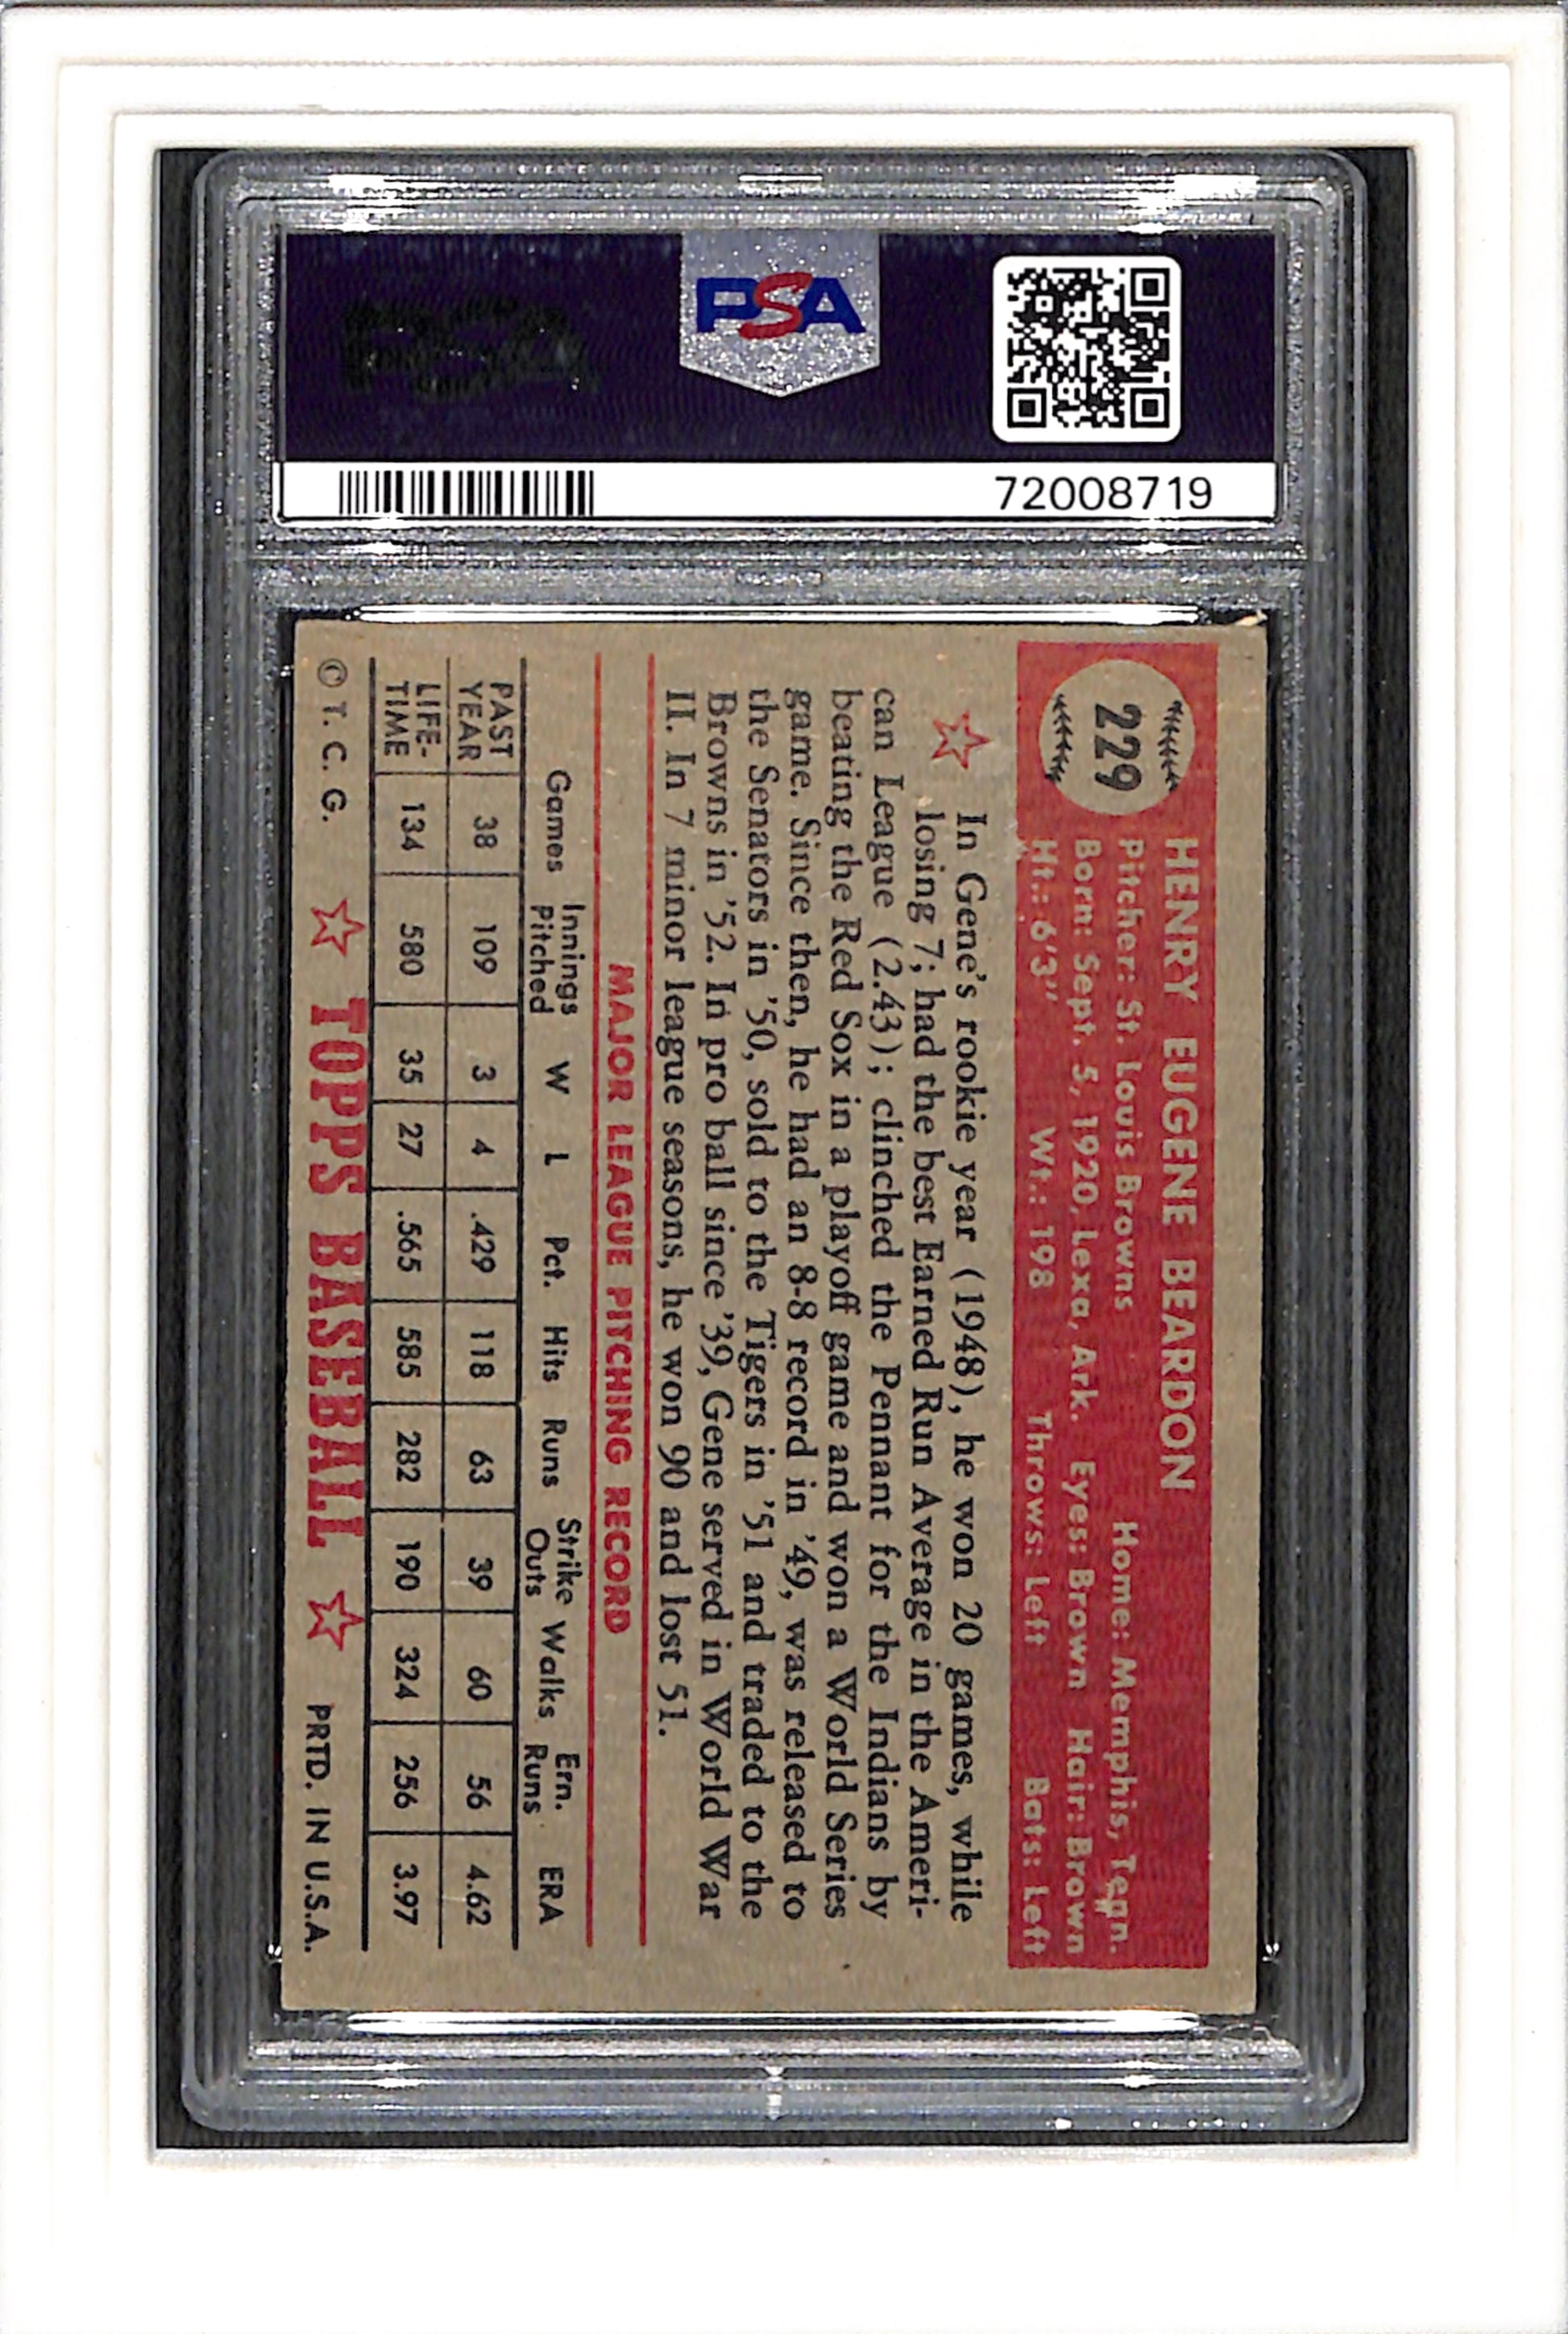 PSA
PSA
72008719
229
HENRY EUGENE BEARDON
Pitcher: St. Louis Browns Home: Memphis, Tenn.
Born: Sept. 5, 1920, Lexa, Ark. Eyes: Brown Hair: Brown
Ht.: 6'3" Wt.: 198 Throws: Left Bats: Left
In Gene's rookie year (1948), he won 20 games, while
losing 7; had the best Earned Run Average in the Ameri-
can League (2.43); clinched the Pennant for the Indians by
beating the Red Sox in a playoff game and won a World Series
game. Since then, he had an 8-8 record in '49, was released to
the Senators in '50, sold to the Tigers in '51 and traded to the
Browns in '52. In pro ball since '39, Gene served in World War
II. In 7 minor league seasons, he won 90 and lost 51.
MAJOR LEAGUE PITCHING RECORD
Games Innings Pitched W L Pct. Hits Runs Strike Outs Walks Ern. Runs ERA
PAST YEAR 38 109 3 4 .429 118 63 39 60 56 4.62
LIFE-TIME 134 580 35 27 .565 585 282 190 324 256 3.97
© T. C. G. TOPPS BASEBALL PRTD. IN U.S.A.